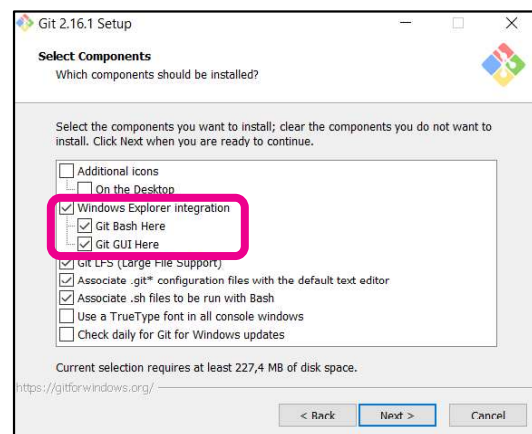 Git 2.16.1 Setup
Select Components
Which components should be installed?
Select the components you want to install; clear the components you do not want to
install. Click Next when you are ready to continue.
Additional icons
On the Desktop
Windows Explorer integration
Git Bash Here
Git GUI Here
Git LFS (Large File Support)
Associate .git* configuration files with the default text editor
Associate .sh files to be run with Bash
Use a TrueType font in all console windows
Check daily for Git for Windows updates
Current selection requires at least 227,4 MB of disk space.
https://gitforwindows.org/
< Back Next > Cancel